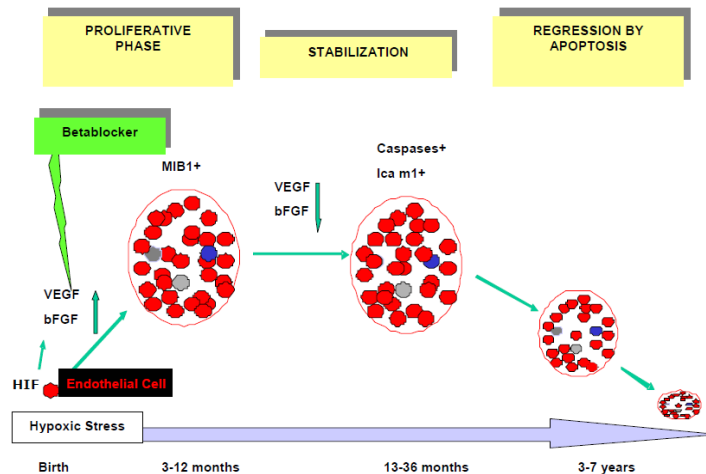 PROLIFERATIVE
PHASE
STABILIZATION
REGRESSION BY
APOPTOSIS
Betablocker
MIB1+
Caspases+
Ica m1+
VEGF
bFGF
VEGF
bFGF
HIF
Endothelial Cell
Hypoxic Stress
Birth
3-12 months
13-36 months
3-7 years